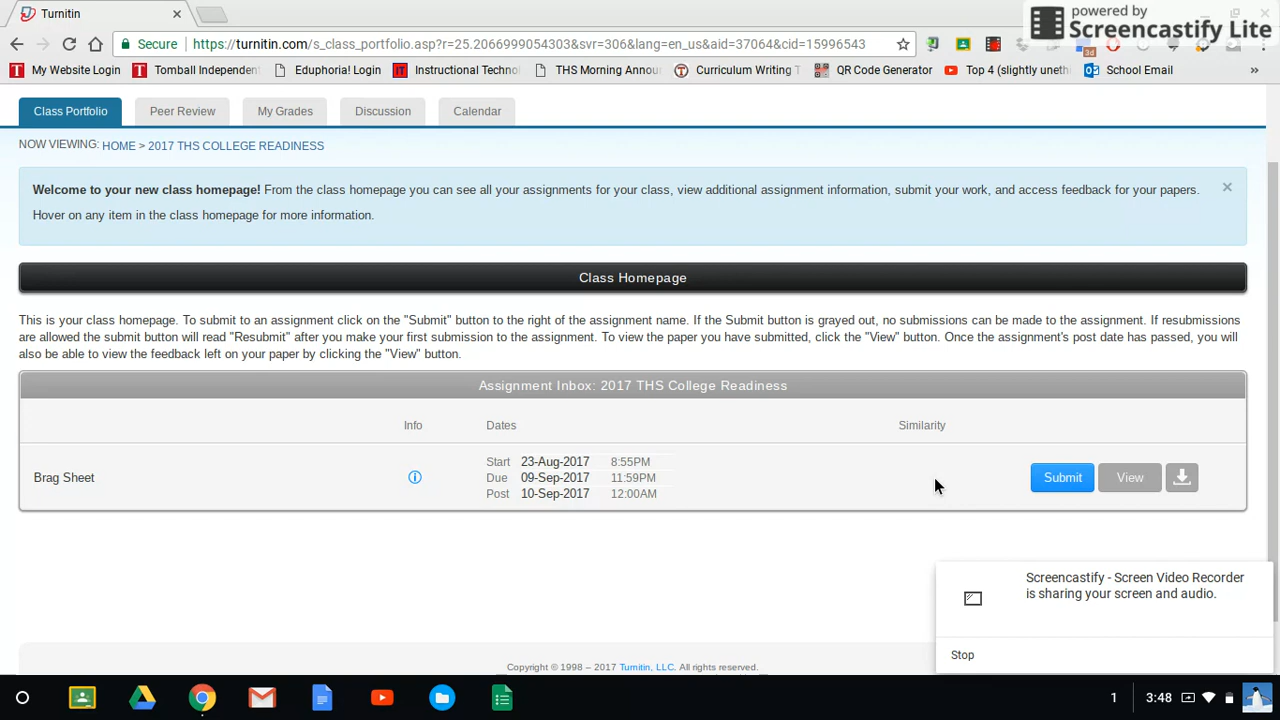 Turnitin
powered by
Screencastify Lite
Secure https://turnitin.com/s_class_portfolio.asp?r=25.9766999014308&svr=306&lang=en_us&aid=37064&cid=15996543
3d
My Website Login Tomball Independen Eduphoria! Login Instructional Techno THS Morning Annou Curriculum Writing T QR Code Generator Top 4 (slightly uneth School Email »
Class Portfolio Peer Review My Grades Discussion Calendar
NOW VIEWING: HOME > 2017 THS COLLEGE READINESS
Welcome to your new class homepage! From the class homepage you can see all your assignments for your class, view additional assignment information, submit your work, and access feedback for your papers.
Hover on any item in the class homepage for more information.
Class Homepage
This is your class homepage. To submit to an assignment click on the "Submit" button to the right of the assignment name. If the Submit button is grayed out, no submissions can be made to the assignment. If resubmissions
are allowed the submit button will read "Resubmit" after you make your first submission to the assignment. To view the paper you have submitted, click the "View" button. Once the assignment's post date has passed, you will
also be able to view the feedback left on your paper by clicking the "View" button.
Assignment Inbox: 2017 THS College Readiness
Info Dates Similarity
Start 23-Aug-2017 8:55PM
Brag Sheet Due 09-Sep-2017 11:59PM Submit View
Post 10-Sep-2017 12:00AM
Screencastify - Screen Video Recorder
is sharing your screen and audio.
Stop
Copyright © 1998 – 2017 Turnitin, LLC. All rights reserved.
1 3:48